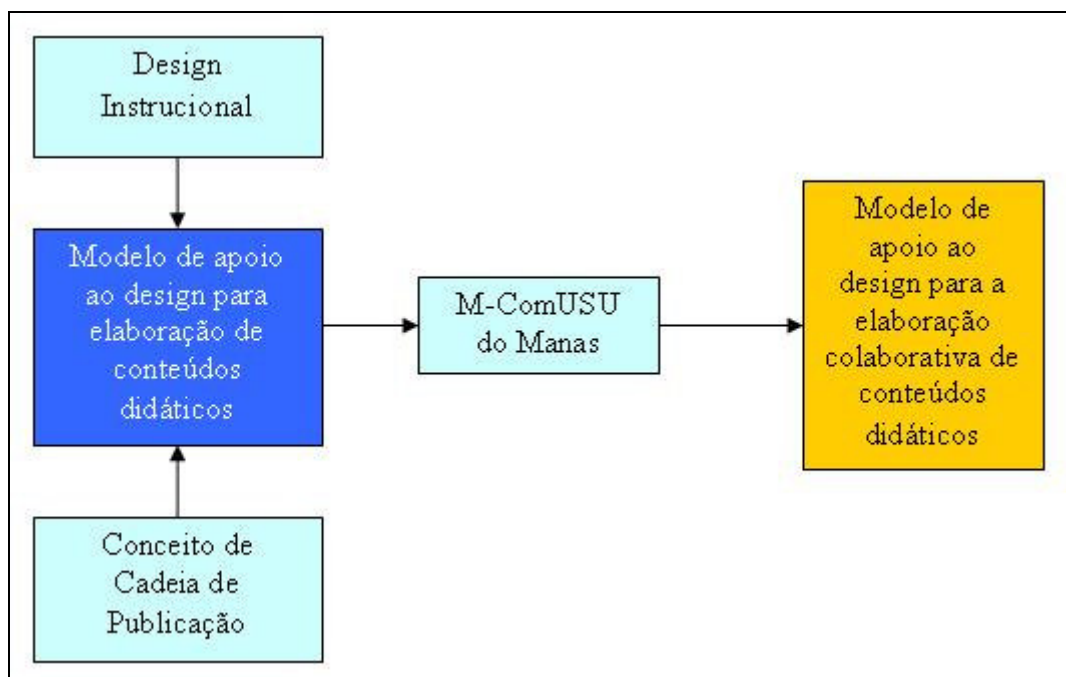 Design
Instrucional
Modelo de apoio
ao design para
elaboração de
conteúdos
didáticos
Conceito de
Cadeia de
Publicação
M-ComUSU
do Manas
Modelo de
apoio ao
design para a
elaboração
colaborativa de
conteúdos
didáticos